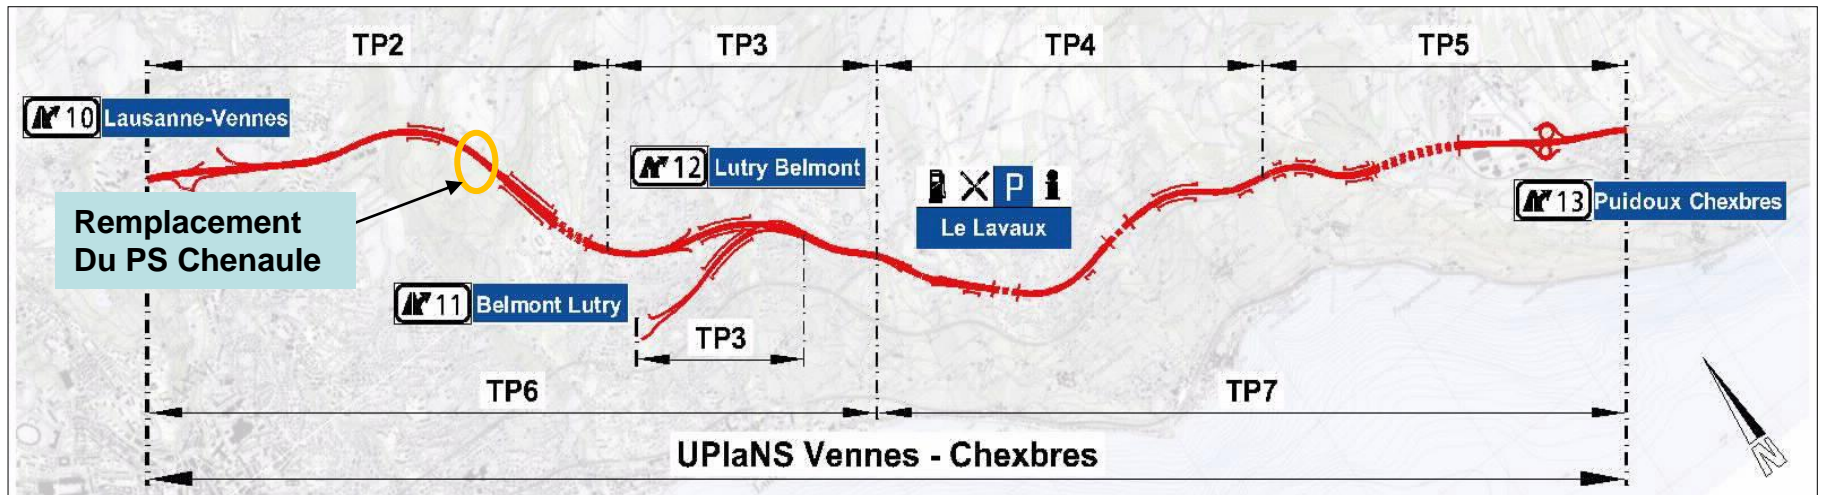 TP2
TP3
TP4
TP5
10 Lausanne-Vennes
12 Lutry Belmont
P
Le Lavaux
13 Puidoux Chexbres
Remplacement
Du PS Chenaule
11 Belmont Lutry
TP3
TP6
TP7
UPlaNS Vennes - Chexbres
N